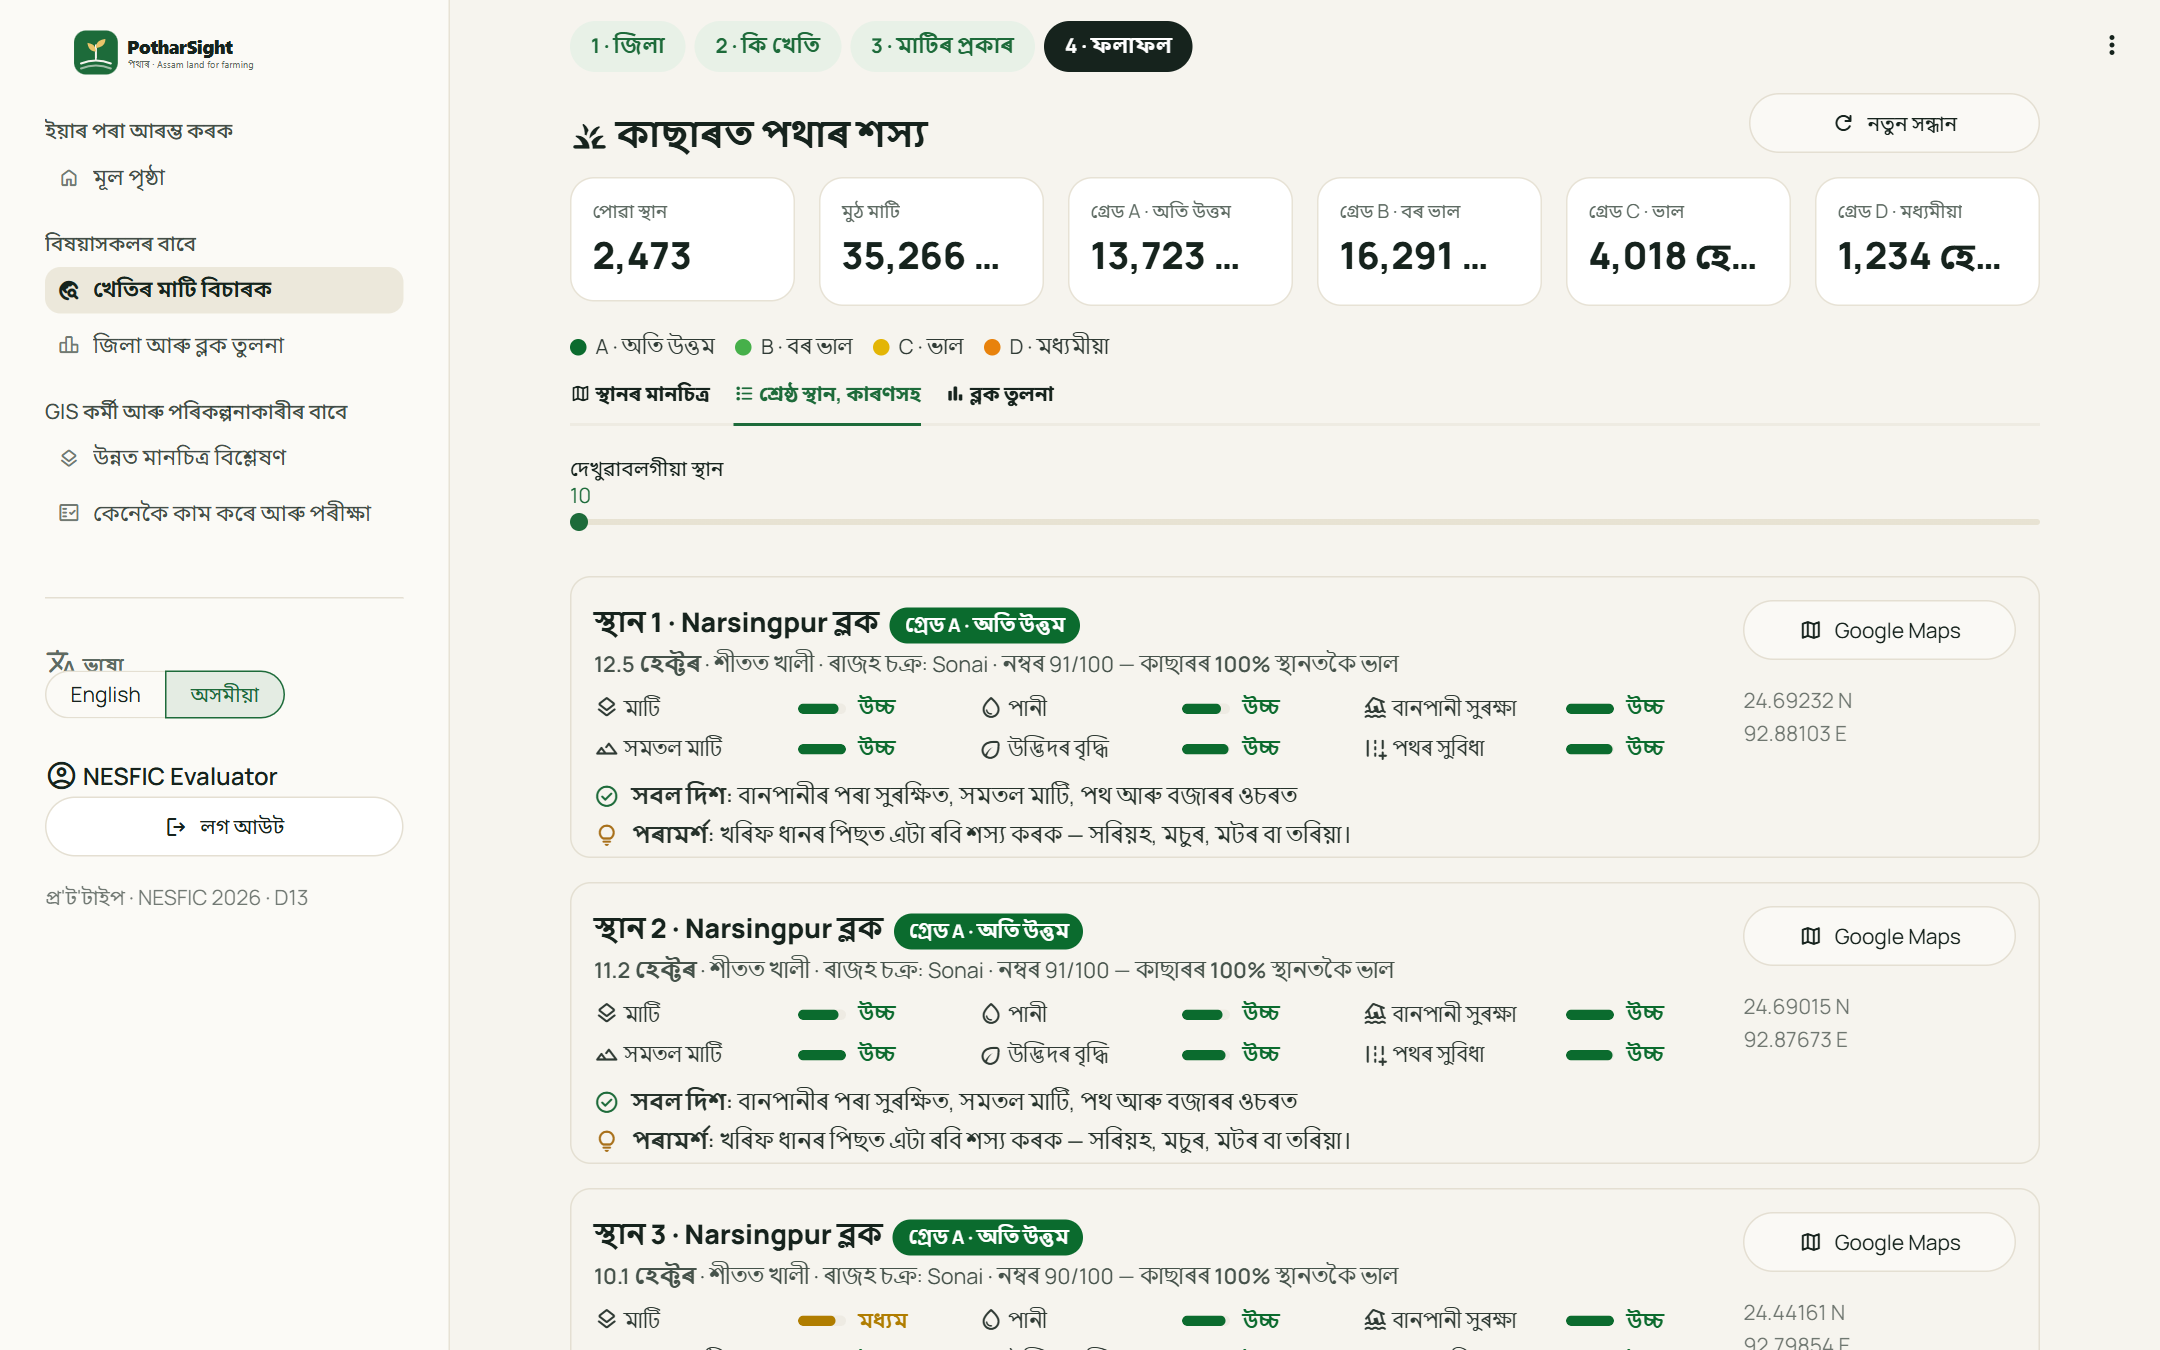 PotharSight
পথাৰ · Assam land for farming
ইয়াৰ পৰা আৰম্ভ কৰক
মূল পৃষ্ঠা
বিষয়াসকলৰ বাবে
খেতিৰ মাটি বিচাৰক
জিলা আৰু ব্লক তুলনা
GIS কৰ্মী আৰু পৰিকল্পনাকাৰীৰ বাবে
উন্নত মানচিত্ৰ বিশ্লেষণ
কেনেকৈ কাম কৰে আৰু পৰীক্ষা
ভাষা
English অসমীয়া
NESFIC Evaluator
লগ আউট
প্ৰ'ট'টাইপ · NESFIC 2026 · D13
1 · জিলা 2 · কি খেতি 3 · মাটিৰ প্ৰকাৰ 4 · ফলাফল
কাছাৰত পথাৰ শস্য
নতুন সন্ধান
পোৱা স্থান মুঠ মাটি গ্ৰেড A · অতি উত্তম গ্ৰেড B · বৰ ভাল গ্ৰেড C · ভাল গ্ৰেড D · মধ্যমীয়া
2,473 35,266 ... 13,723 ... 16,291 ... 4,018 হে... 1,234 হে...
A · অতি উত্তম B · বৰ ভাল C · ভাল D · মধ্যমীয়া
স্থানৰ মানচিত্ৰ শ্ৰেষ্ঠ স্থান, কাৰণসহ ব্লক তুলনা
দেখুৱাবলগীয়া স্থান
10
স্থান 1 · Narsingpur ব্লক গ্ৰেড A · অতি উত্তম
Google Maps
12.5 হেক্টৰ · শীতত খালী · ৰাজহ চক্ৰ: Sonai · নম্বৰ 91/100 — কাছাৰৰ 100% স্থানতকৈ ভাল
মাটি উচ্চ পানী উচ্চ বানপানী সুৰক্ষা উচ্চ
24.69232 N
সমতল মাটি উচ্চ উদ্ভিদৰ বৃদ্ধি উচ্চ পথৰ সুবিধা উচ্চ
92.88103 E
সবল দিশ: বানপানীৰ পৰা সুৰক্ষিত, সমতল মাটি, পথ আৰু বজাৰৰ ওচৰত
পৰামৰ্শ: খৰিফ ধানৰ পিছত এটা ৰবি শস্য কৰক — সৰিয়হ, মচুৰ, মটৰ বা তৰিয়া।
স্থান 2 · Narsingpur ব্লক গ্ৰেড A · অতি উত্তম
Google Maps
11.2 হেক্টৰ · শীতত খালী · ৰাজহ চক্ৰ: Sonai · নম্বৰ 91/100 — কাছাৰৰ 100% স্থানতকৈ ভাল
মাটি উচ্চ পানী উচ্চ বানপানী সুৰক্ষা উচ্চ
24.69015 N
সমতল মাটি উচ্চ উদ্ভিদৰ বৃদ্ধি উচ্চ পথৰ সুবিধা উচ্চ
92.87673 E
সবল দিশ: বানপানীৰ পৰা সুৰক্ষিত, সমতল মাটি, পথ আৰু বজাৰৰ ওচৰত
পৰামৰ্শ: খৰিফ ধানৰ পিছত এটা ৰবি শস্য কৰক — সৰিয়হ, মচুৰ, মটৰ বা তৰিয়া।
স্থান 3 · Narsingpur ব্লক গ্ৰেড A · অতি উত্তম
Google Maps
10.1 হেক্টৰ · শীতত খালী · ৰাজহ চক্ৰ: Sonai · নম্বৰ 90/100 — কাছাৰৰ 100% স্থানতকৈ ভাল
মাটি মধ্যম পানী উচ্চ বানপানী সুৰক্ষা উচ্চ
24.44161 N
92.79854 E